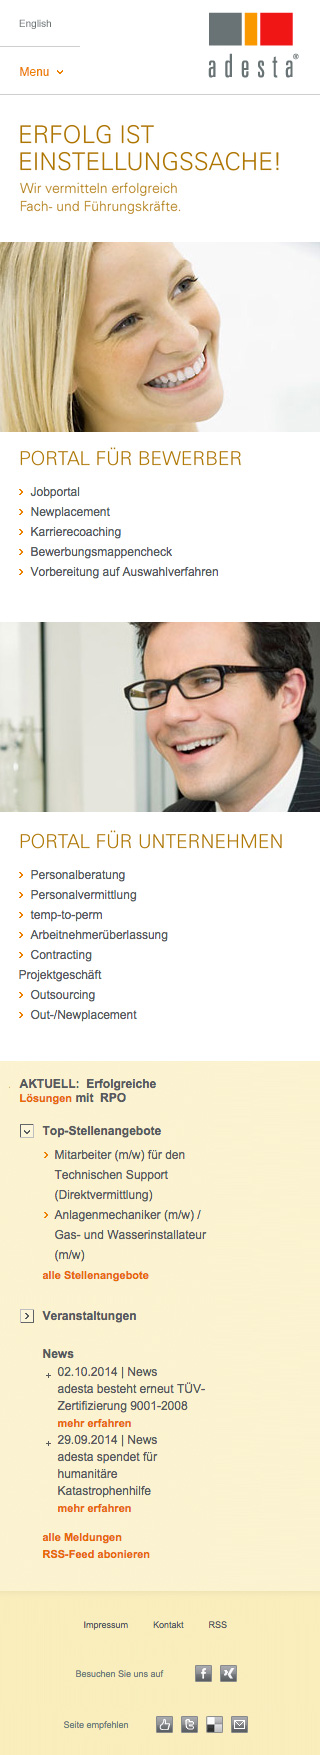 English
adesta®
Menu
ERFOLG IST
EINSTELLUNGSSACHE!
Wir vermitteln erfolgreich
Fach- und Führungskräfte.
PORTAL FÜR BEWERBER
Jobportal
Newplacement
Karrierecoaching
Bewerbungsmappencheck
Vorbereitung auf Auswahlverfahren
PORTAL FÜR UNTERNEHMEN
Personalberatung
Personalvermittlung
temp-to-perm
Arbeitnehmerüberlassung
Contracting
Projektgeschäft
Outsourcing
Out-/Newplacement
AKTUELL: Erfolgreiche
Lösungen mit RPO
Top-Stellenangebote
Mitarbeiter (m/w) für den
Technischen Support
(Direktvermittlung)
Anlagenmechaniker (m/w) /
Gas- und Wasserinstallateur
(m/w)
alle Stellenangebote
Veranstaltungen
News
02.10.2014 | News
adesta besteht erneut TÜV-
Zertifizierung 9001-2008
mehr erfahren
29.09.2014 | News
adesta spendet für
humanitäre
Katastrophenhilfe
mehr erfahren
alle Meldungen
RSS-Feed abonieren
Impressum Kontakt RSS
Besuchen Sie uns auf
Seite empfehlen